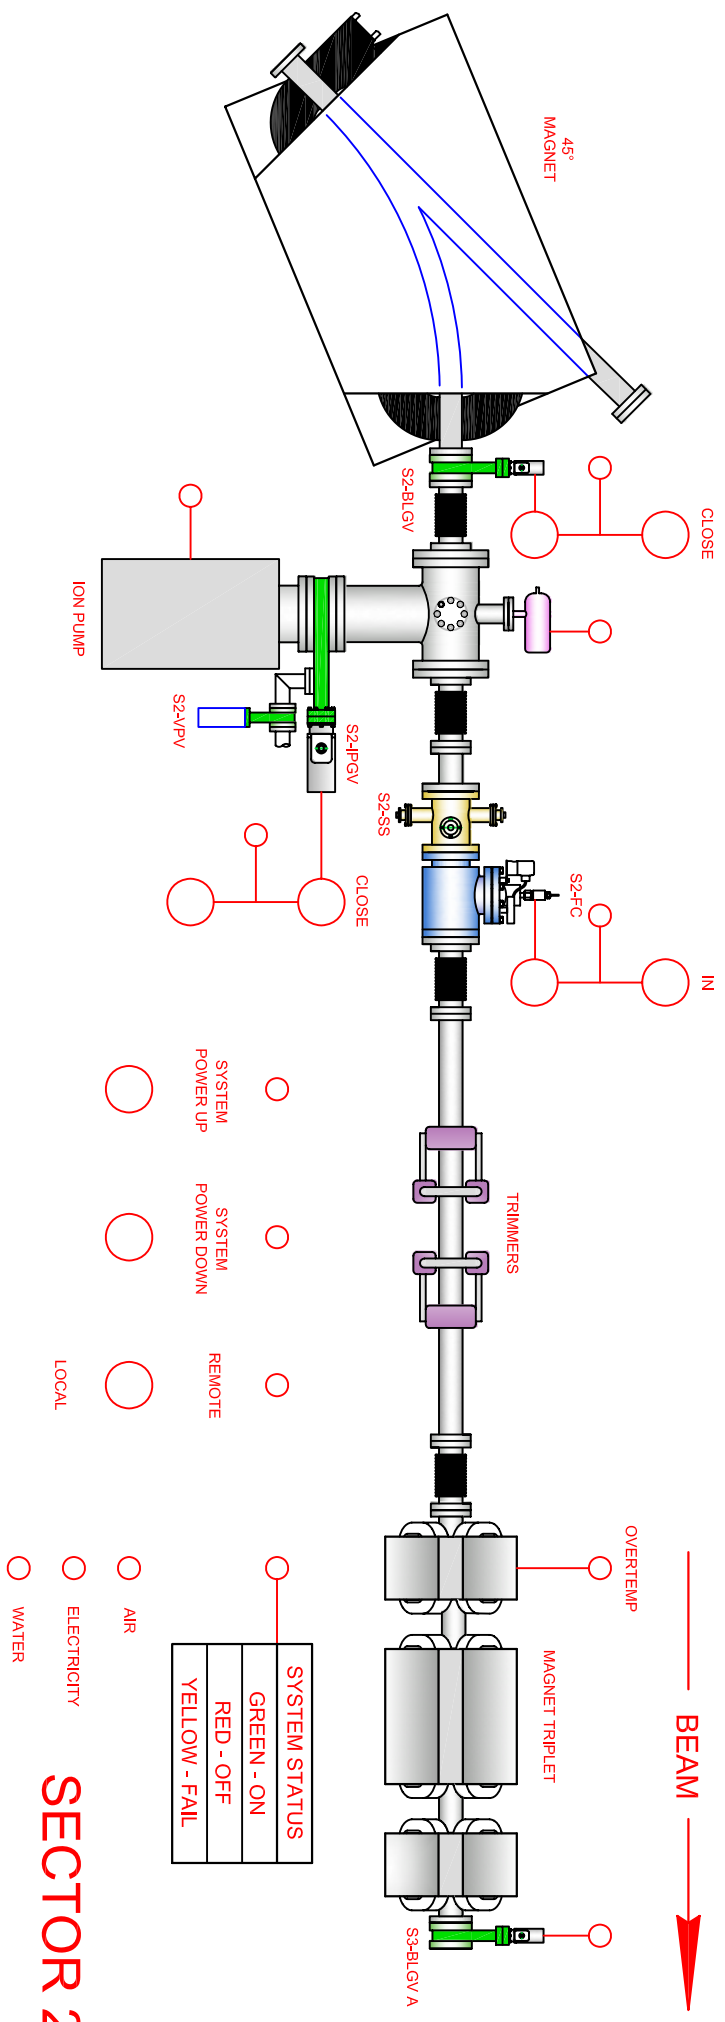 45°
MAGNET
CLOSE
S2-BLGV
ION PUMP
S2-VPV
S2-IPGV
CLOSE
S2-SS
S2-FC
IN
SYSTEM
POWER UP
SYSTEM
POWER DOWN
REMOTE
LOCAL
TRIMMERS
OVERTEMP
MAGNET TRIPLET
BEAM
S3-BLGV A
AIR
ELECTRICITY
WATER
SYSTEM STATUS
GREEN - ON
RED - OFF
YELLOW - FAIL
SECTOR